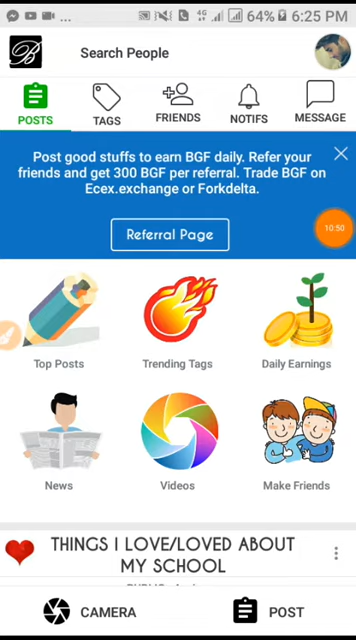 4G
64% 6:25 PM
B
Search People
POSTS
TAGS
FRIENDS
NOTIFS
MESSAGE
Post good stuffs to earn BGF daily. Refer your
friends and get 300 BGF per referral. Trade BGF on
Ecex.exchange or Forkdelta.
Referral Page
10:50
Top Posts
Trending Tags
Daily Earnings
News
Videos
Make Friends
THINGS I LOVE/LOVED ABOUT
MY SCHOOL
CAMERA
POST